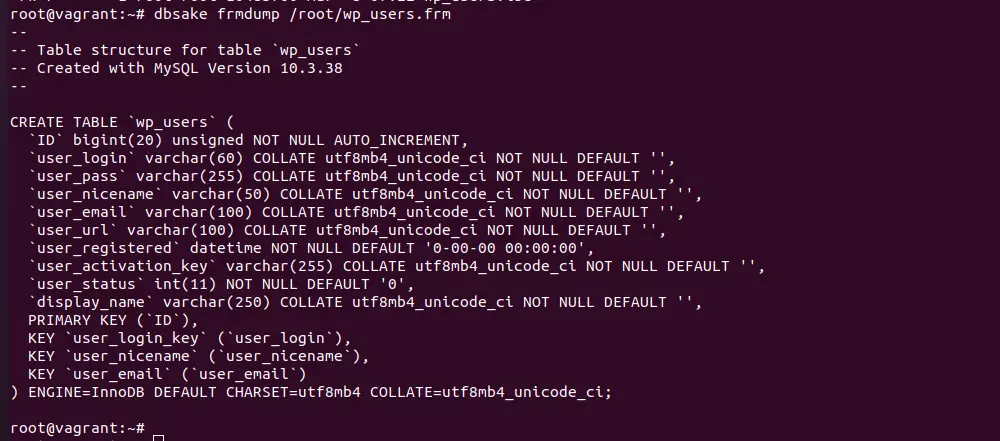 root@vagrant:~# dbsake frmdump /root/wp_users.frm
--
-- Table structure for table `wp_users`
-- Created with MySQL Version 10.3.38
--
CREATE TABLE `wp_users` (
`ID` bigint(20) unsigned NOT NULL AUTO_INCREMENT,
`user_login` varchar(60) COLLATE utf8mb4_unicode_ci NOT NULL DEFAULT '',
`user_pass` varchar(255) COLLATE utf8mb4_unicode_ci NOT NULL DEFAULT '',
`user_nicename` varchar(50) COLLATE utf8mb4_unicode_ci NOT NULL DEFAULT '',
`user_email` varchar(100) COLLATE utf8mb4_unicode_ci NOT NULL DEFAULT '',
`user_url` varchar(100) COLLATE utf8mb4_unicode_ci NOT NULL DEFAULT '',
`user_registered` datetime NOT NULL DEFAULT '0-00-00 00:00:00',
`user_activation_key` varchar(255) COLLATE utf8mb4_unicode_ci NOT NULL DEFAULT '',
`user_status` int(11) NOT NULL DEFAULT '0',
`display_name` varchar(250) COLLATE utf8mb4_unicode_ci NOT NULL DEFAULT '',
PRIMARY KEY (`ID`),
KEY `user_login_key` (`user_login`),
KEY `user_nicename` (`user_nicename`),
KEY `user_email` (`user_email`)
) ENGINE=InnoDB DEFAULT CHARSET=utf8mb4 COLLATE=utf8mb4_unicode_ci;
root@vagrant:~#